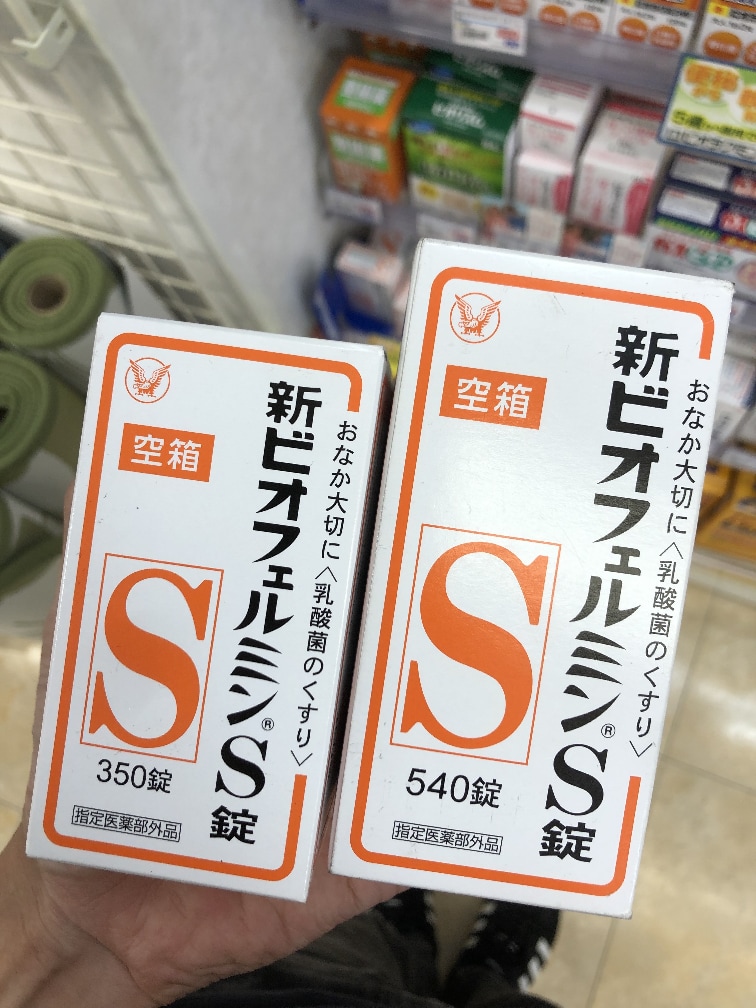 空箱
新ビオフェルミン®S錠
おなか大切に〈乳酸菌のくすり〉
S
350錠
指定医薬部外品
空箱
新ビオフェルミン®S錠
おなか大切に〈乳酸菌のくすり〉
S
540錠
指定医薬部外品